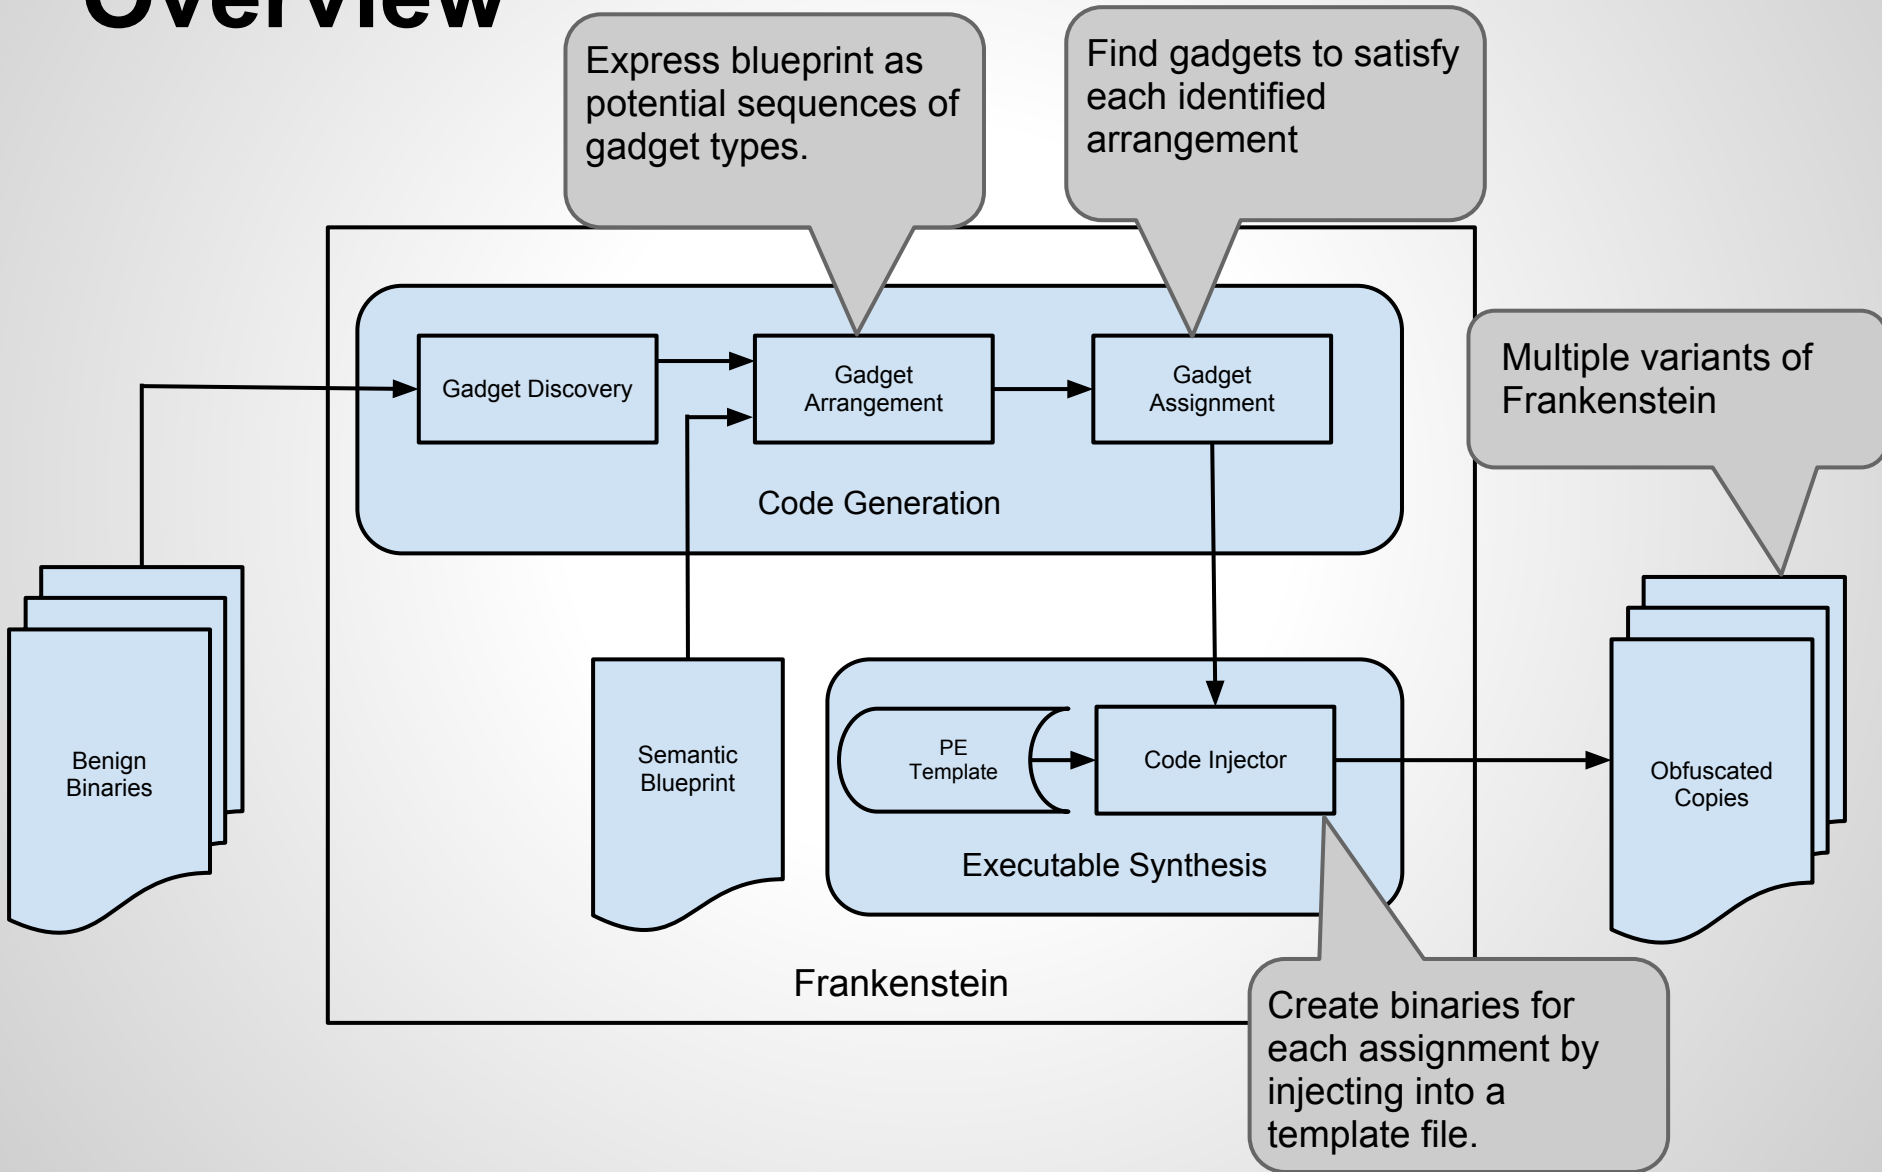 Overview
Express blueprint as
potential sequences of
gadget types.
Find gadgets to satisfy
each identified
arrangement
Multiple variants of
Frankenstein
Gadget Discovery
Gadget
Arrangement
Gadget
Assignment
Code Generation
Benign
Binaries
Semantic
Blueprint
PE
Template
Code Injector
Executable Synthesis
Obfuscated
Copies
Frankenstein
Create binaries for
each assignment by
injecting into a
template file.